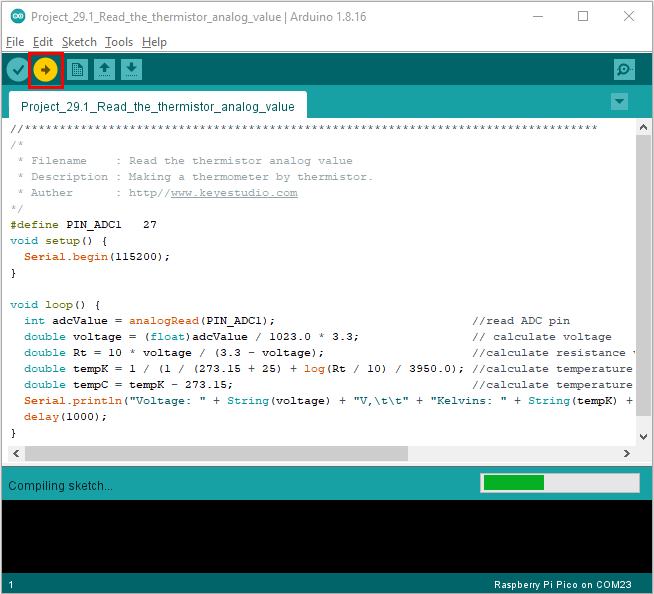 Project_29.1_Read_the_thermistor_analog_value | Arduino 1.8.16
File Edit Sketch Tools Help
Project_29.1_Read_the_thermistor_analog_value
//**********************************************************************************
/*
 * Filename    : Read the thermistor analog value
 * Description : Making a thermometer by thermistor.
 * Auther      : http//www.keyestudio.com
*/
#define PIN_ADC1   27
void setup() {
  Serial.begin(115200);
}

void loop() {
  int adcValue = analogRead(PIN_ADC1);                            //read ADC pin
  double voltage = (float)adcValue / 1023.0 * 3.3;                // calculate voltage
  double Rt = 10 * voltage / (3.3 - voltage);                     //calculate resistance
  double tempK = 1 / (1 / (273.15 + 25) + log(Rt / 10) / 3950.0); //calculate temperature
  double tempC = tempK - 273.15;                                  //calculate temperature
  Serial.println("Voltage: " + String(voltage) + "V,\t\t" + "Kelvins: " + String(tempK) +
  delay(1000);
}
Compiling sketch...
1 Raspberry Pi Pico on COM23